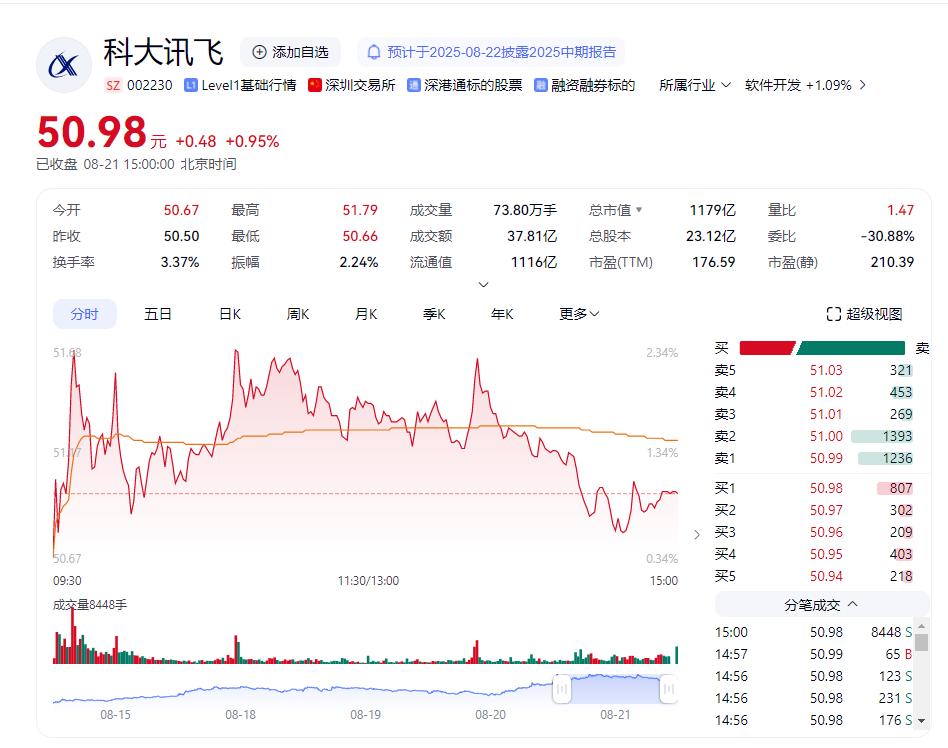 科大讯飞 添加自选 预计于2025-08-22披露2025中期报告
SZ 002230 L1 Level1基础行情 深圳交易所 通 深港通标的股票 融 融资融券标的 所属行业 软件开发 +1.09%
50.98元 +0.48 +0.95%
已收盘 08-21 15:00:00 北京时间
今开 50.67 最高 51.79 成交量 73.80万手 总市值 1179亿 量比 1.47
昨收 50.50 最低 50.66 成交额 37.81亿 总股本 23.12亿 委比 -30.88%
换手率 3.37% 振幅 2.24% 流通值 1116亿 市盈(TTM) 176.59 市盈(静) 210.39
分时 五日 日K 周K 月K 季K 年K 更多 超级视图
51.68 2.34%
51.17 1.34%
50.67 0.34%
09:30 11:30/13:00 15:00
成交量8448手
08-15 08-18 08-19 08-20 08-21
买 卖
卖5 51.03 321
卖4 51.02 453
卖3 51.01 269
卖2 51.00 1393
卖1 50.99 1236
买1 50.98 807
买2 50.97 302
买3 50.96 209
买4 50.95 403
买5 50.94 218
分笔成交
15:00 50.98 8448 S
14:57 50.99 65 B
14:56 50.98 123 S
14:56 50.98 231 S
14:56 50.98 176 S